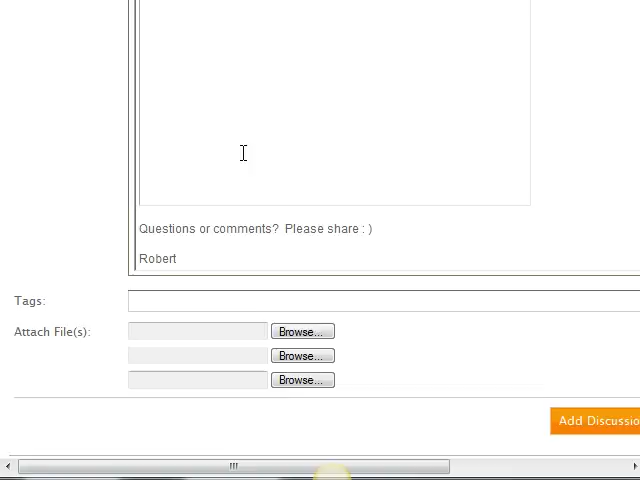 Questions or comments?  Please share : )
Robert
Tags:
Attach File(s):
Browse...
Browse...
Browse...
Add Discussio